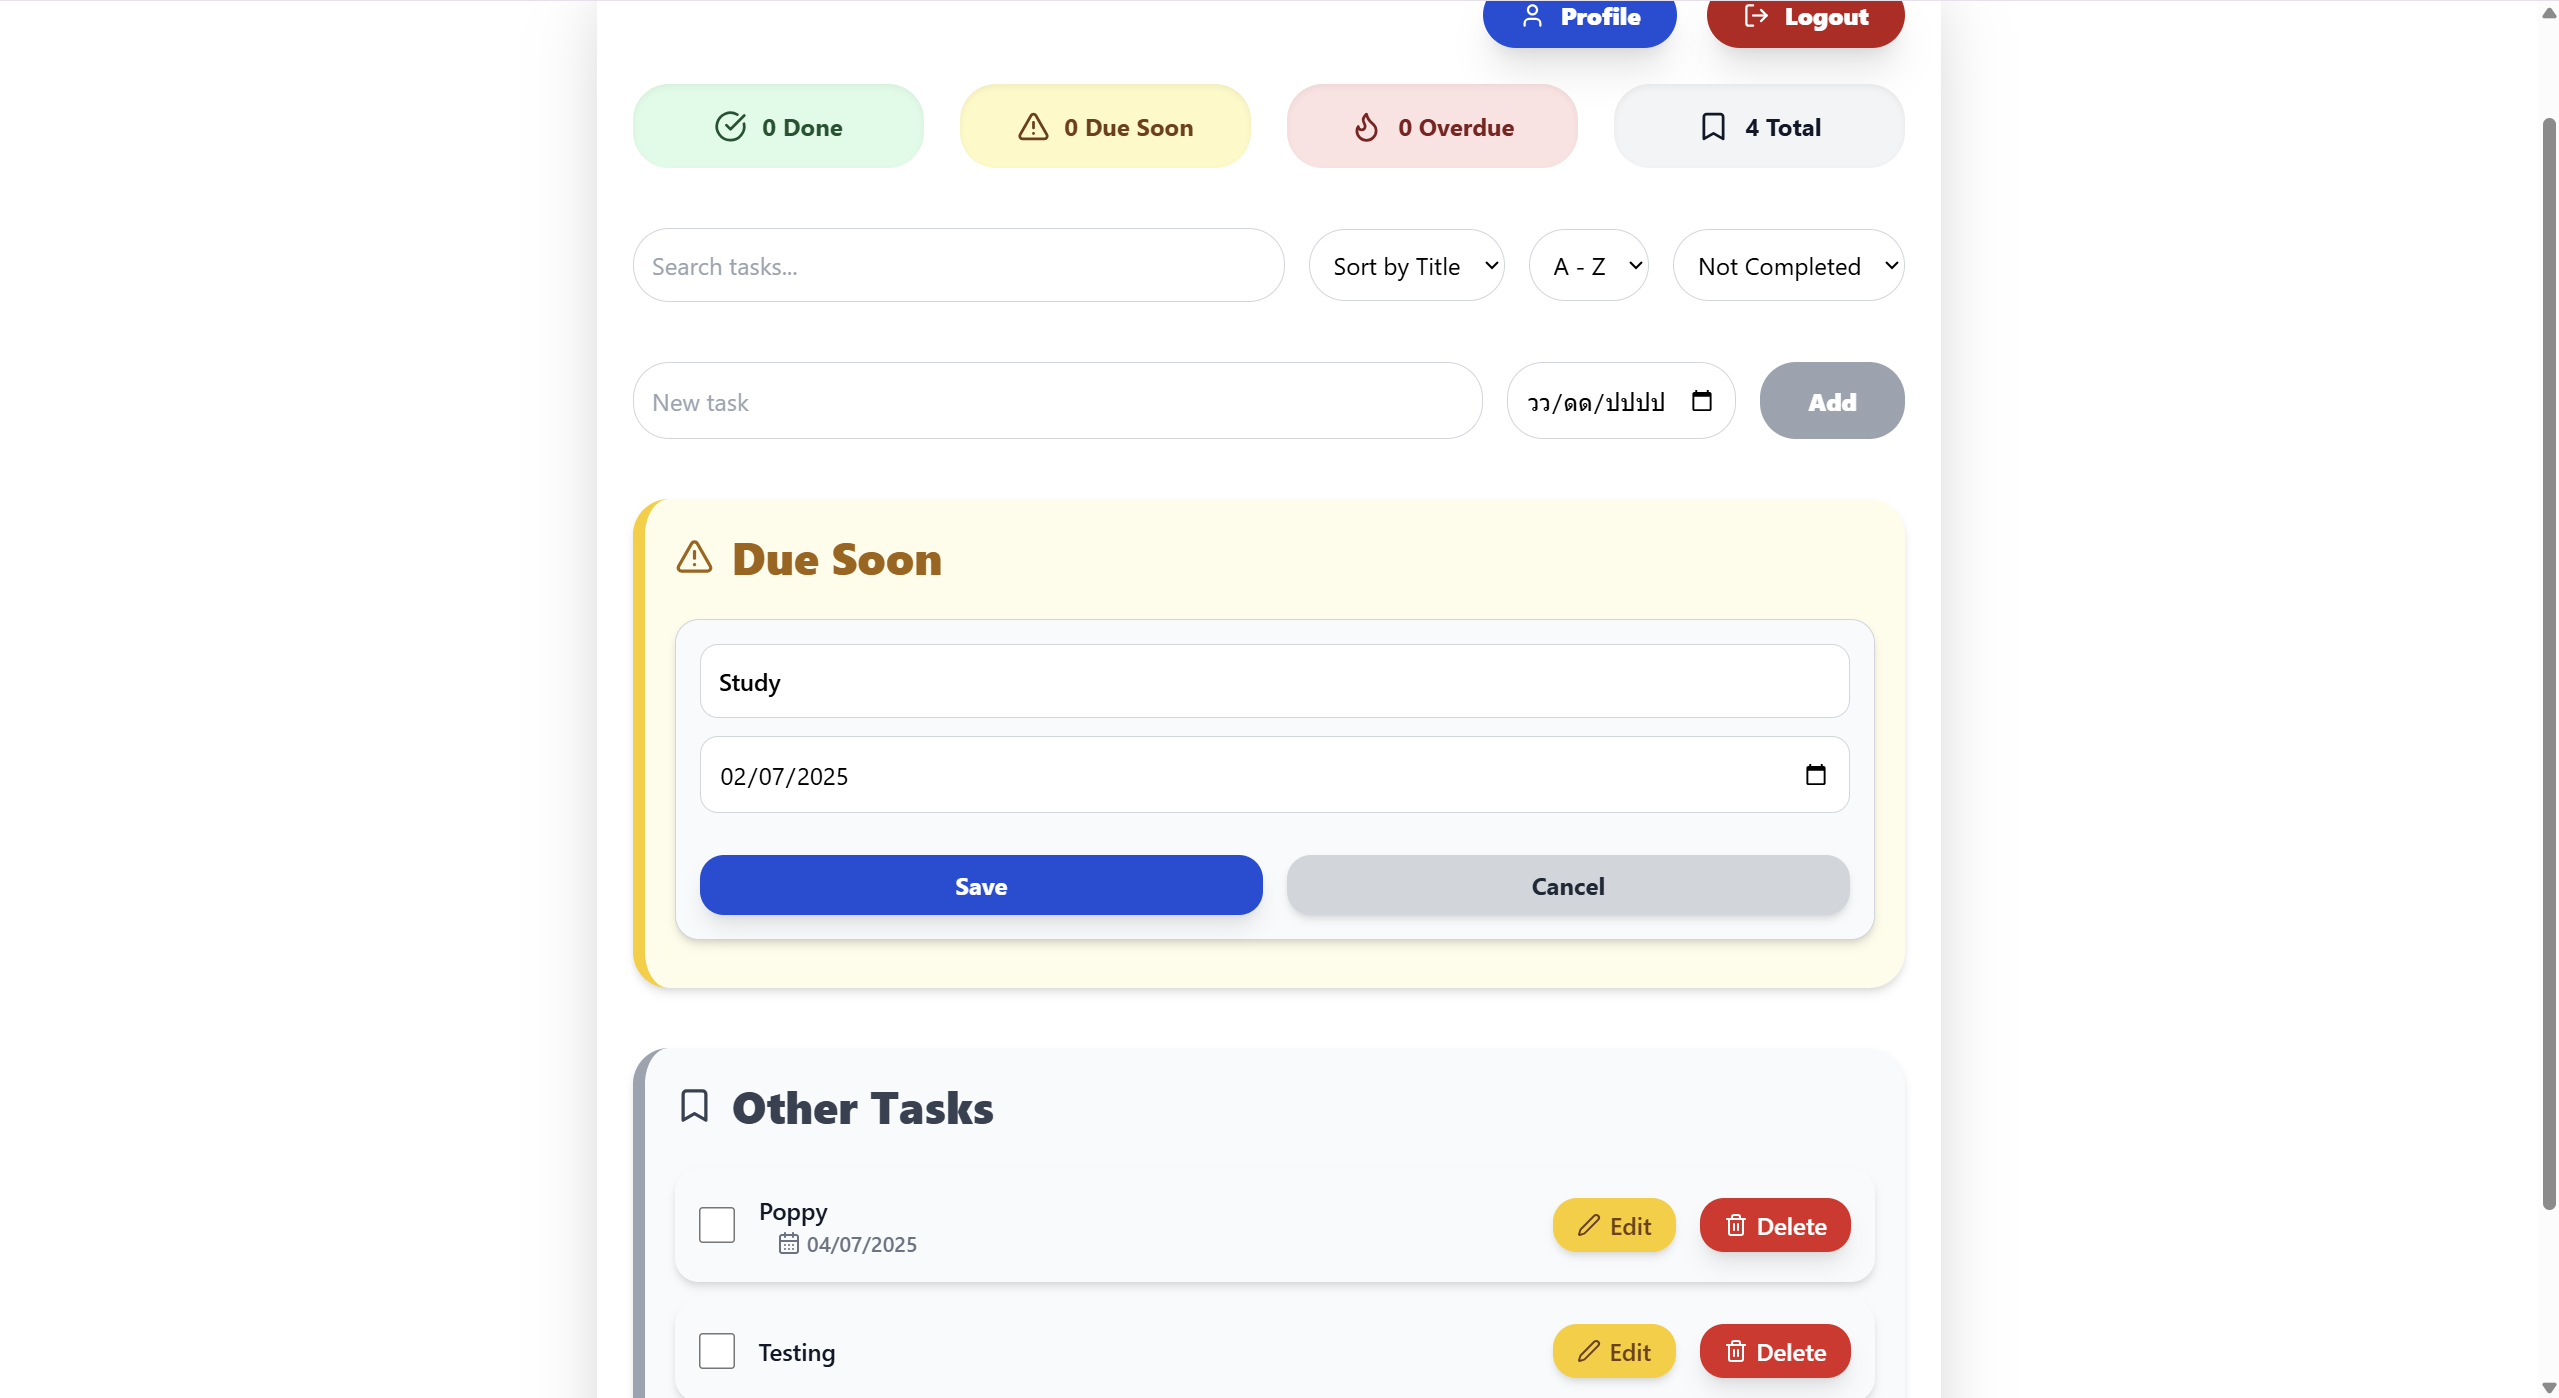 Profile
Logout
0 Done
0 Due Soon
0 Overdue
4 Total
Search tasks...
Sort by Title
A - Z
Not Completed
New task
วว/ดด/ปปปป
Add
Due Soon
Study
02/07/2025
Save
Cancel
Other Tasks
Poppy
04/07/2025
Edit
Delete
Testing
Edit
Delete